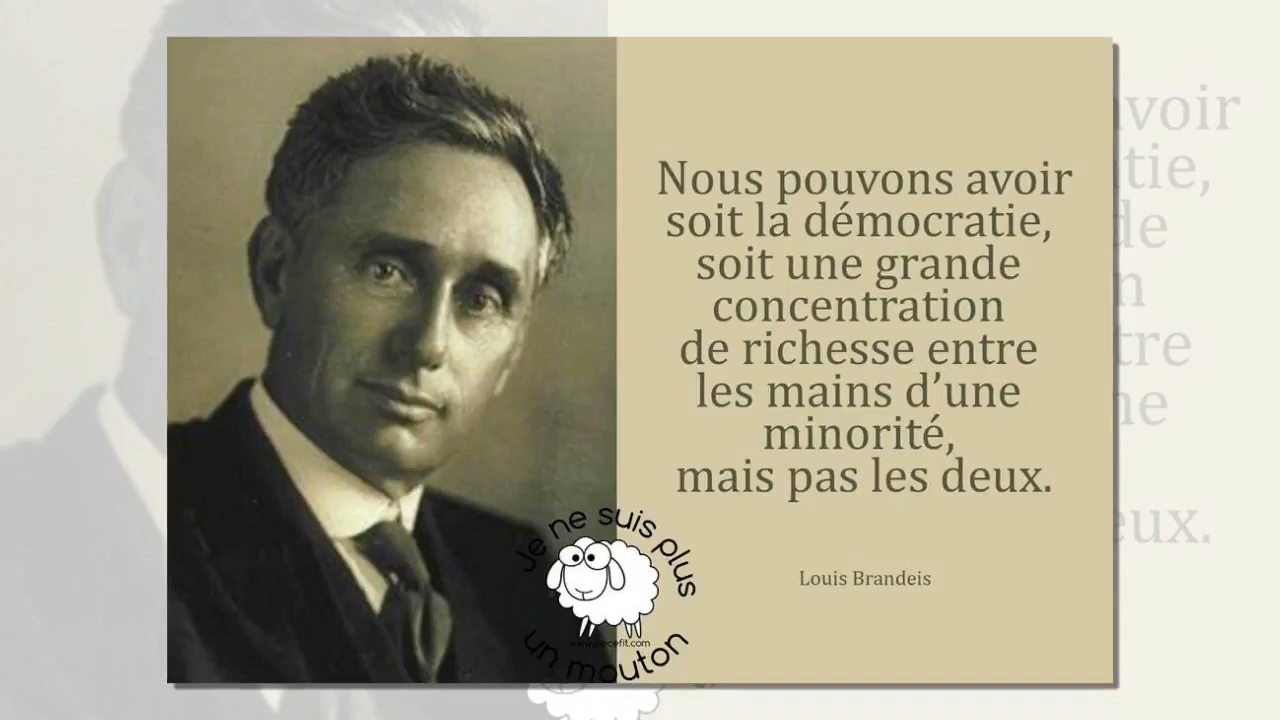 Nous pouvons avoir
soit la démocratie,
soit une grande
concentration
de richesse entre
les mains d’une
minorité,
mais pas les deux.
Louis Brandeis
Je ne suis plus
un mouton